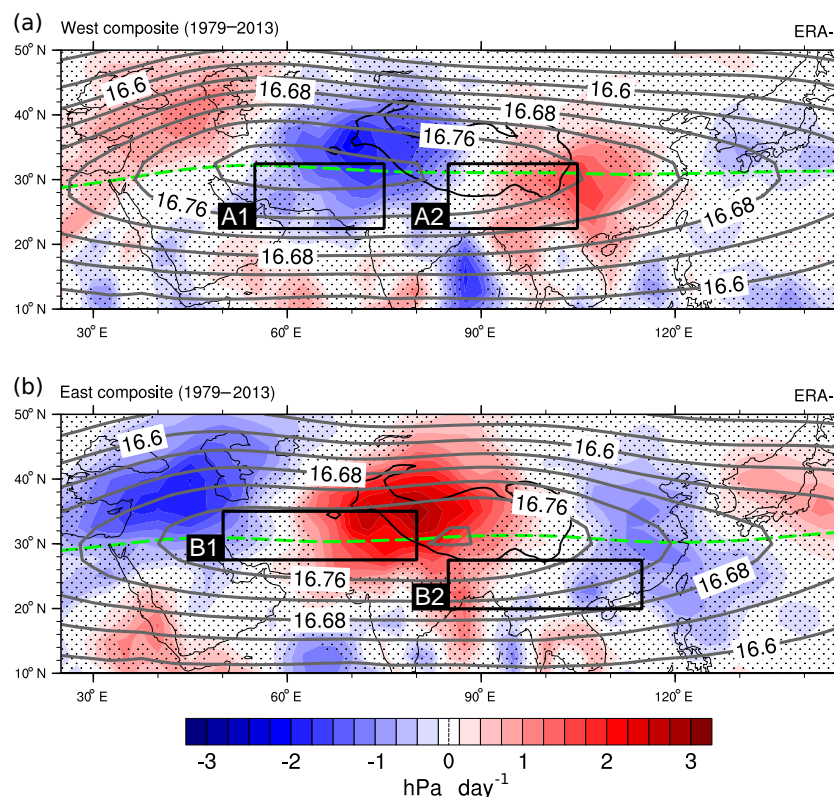 (a)
West composite (1979–2013) ERA-
50° N
40° N
30° N
20° N
10° N
16.6 16.68 16.6
16.68
16.76
16.76 16.68
A1 A2
16.6
30° E 60° E 90° E 120° E
(b)
East composite (1979–2013) ERA-
50° N
40° N
30° N
20° N
10° N
16.6 16.6
16.68
16.76
B1 16.76 16.68
B2
16.68
16.6
30° E 60° E 90° E 120° E
-3 -2 -1 0 1 2 3
hPa day-1